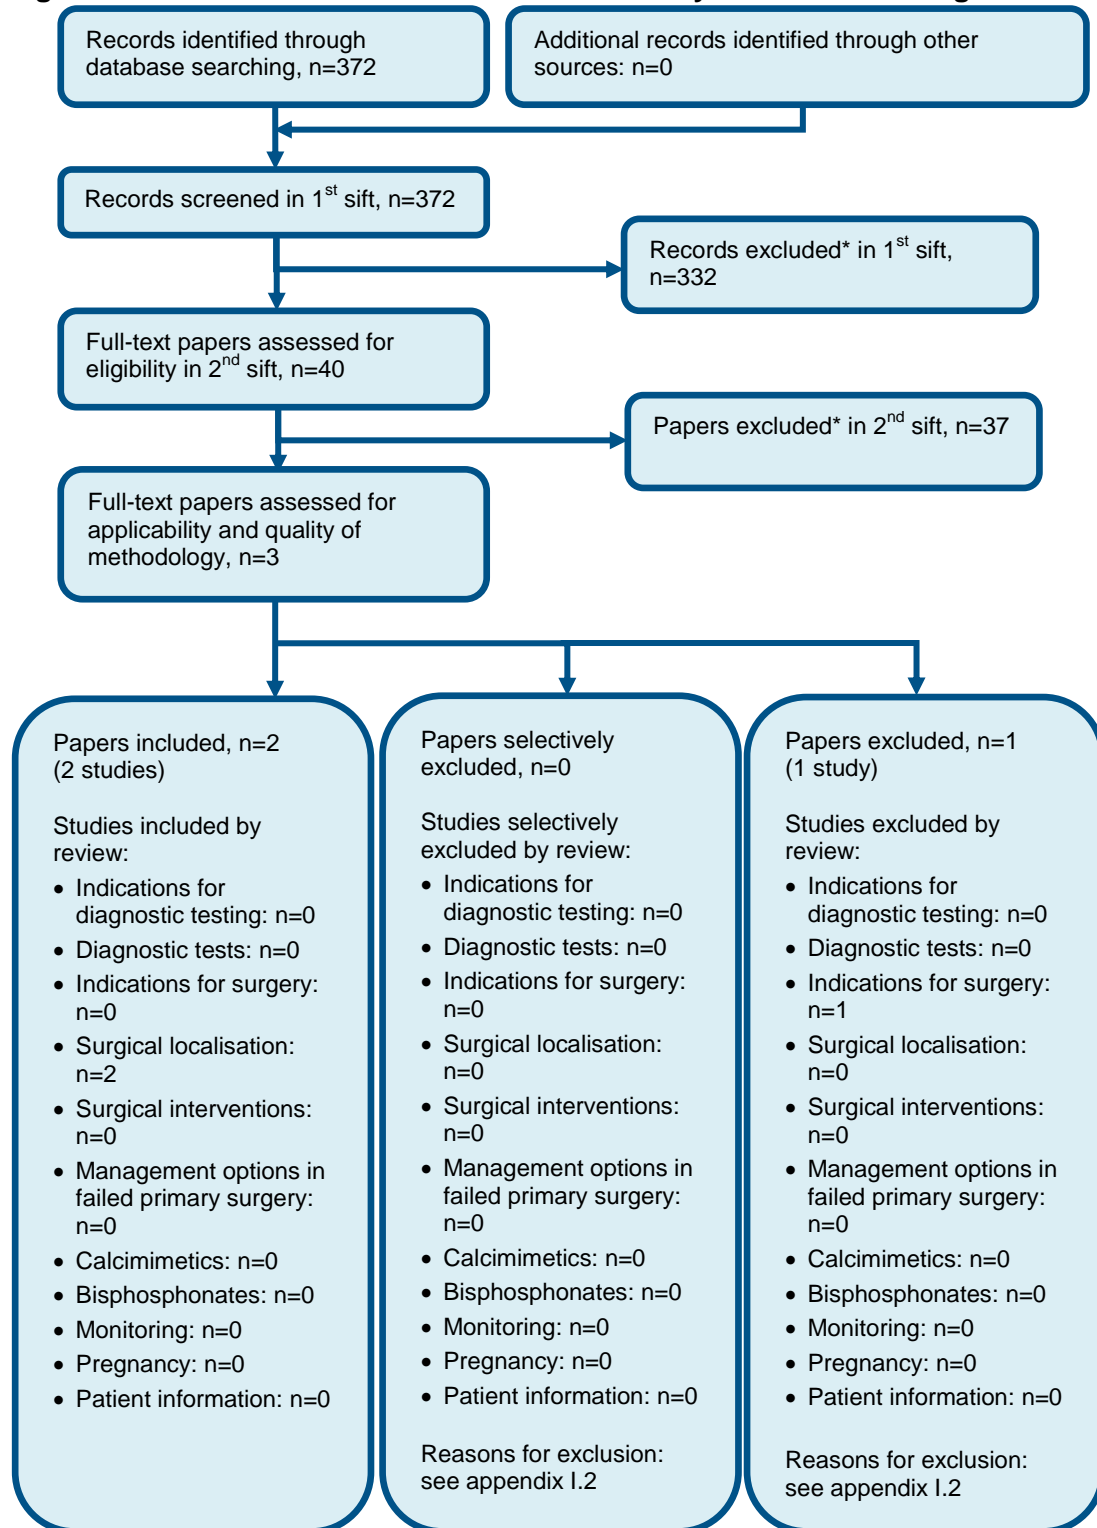 Records identified through
database searching, n=372
Additional records identified through other
sources: n=0
Records screened in 1st sift, n=372
Records excluded* in 1st sift,
n=332
Full-text papers assessed for
eligibility in 2nd sift, n=40
Papers excluded* in 2nd sift, n=37
Full-text papers assessed for
applicability and quality of
methodology, n=3
Papers included, n=2
(2 studies)
Studies included by
review:
• Indications for
diagnostic testing: n=0
• Diagnostic tests: n=0
• Indications for surgery:
n=0
• Surgical localisation:
n=2
• Surgical interventions:
n=0
• Management options in
failed primary surgery:
n=0
• Calcimimetics: n=0
• Bisphosphonates: n=0
• Monitoring: n=0
• Pregnancy: n=0
• Patient information: n=0
Papers selectively
excluded, n=0
Studies selectively
excluded by review:
• Indications for
diagnostic testing: n=0
• Diagnostic tests: n=0
• Indications for surgery:
n=0
• Surgical localisation:
n=0
• Surgical interventions:
n=0
• Management options in
failed primary surgery:
n=0
• Calcimimetics: n=0
• Bisphosphonates: n=0
• Monitoring: n=0
• Pregnancy: n=0
• Patient information: n=0
Reasons for exclusion:
see appendix I.2
Papers excluded, n=1
(1 study)
Studies excluded by
review:
• Indications for
diagnostic testing: n=0
• Diagnostic tests: n=0
• Indications for surgery:
n=1
• Surgical localisation:
n=0
• Surgical interventions:
n=0
• Management options in
failed primary surgery:
n=0
• Calcimimetics: n=0
• Bisphosphonates: n=0
• Monitoring: n=0
• Pregnancy: n=0
• Patient information: n=0
Reasons for exclusion:
see appendix I.2